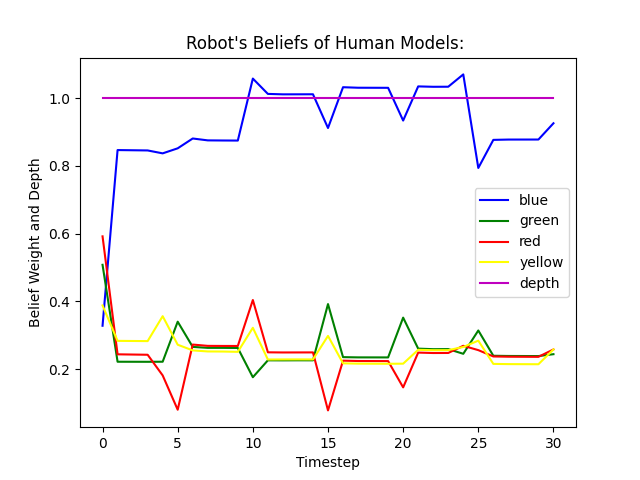 Robot's Beliefs of Human Models:
Belief Weight and Depth
1.0
0.8
0.6
0.4
0.2
blue
green
red
yellow
depth
0
5
10
15
20
25
30
Timestep